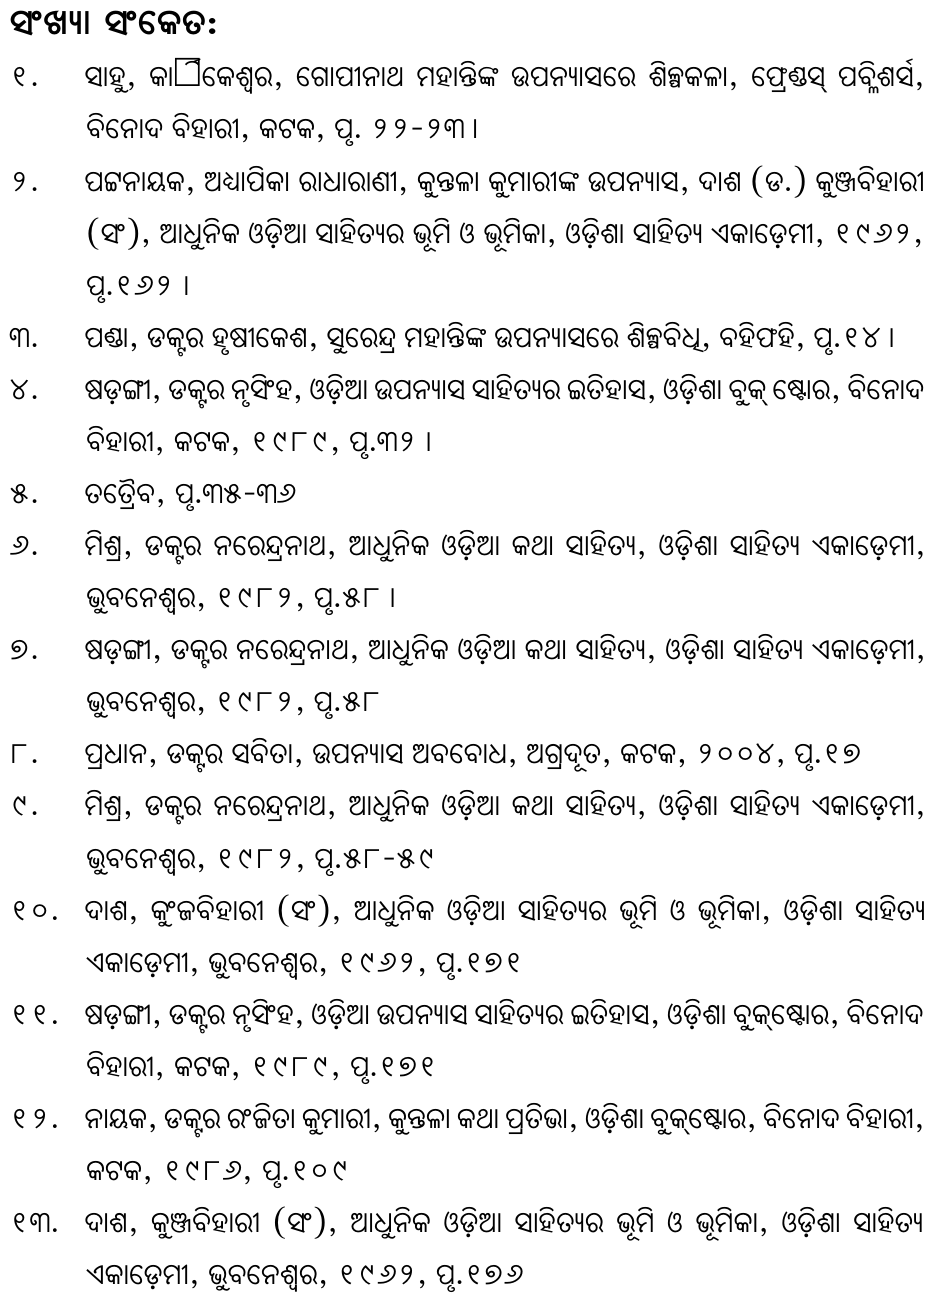 ସଂଖ୍ୟା ସଂକେତ:
୧. ସାହୁ, କା୍ତିକେଶ୍ୱର, ଗୋପୀନାଥ ମହାନ୍ତିଙ୍କ ଉପନ୍ୟାସରେ ଶିଳ୍ପକଳା, ଫ୍ରେଣ୍ଡସ୍ ପବ୍ଳିଶର୍ସ,
ବିନୋଦ ବିହାରୀ, କଟକ, ପୃ. ୨୨-୨୩।
୨. ପଟ୍ଟନାୟକ, ଅଧ୍ୟାପିକା ରାଧାରାଣୀ, କୁନ୍ତଳା କୁମାରୀଙ୍କ ଉପନ୍ୟାସ, ଦାଶ (ଡ.) କୁଞ୍ଜବିହାରୀ
(ସଂ), ଆଧୁନିକ ଓଡ଼ିଆ ସାହିତ୍ୟର ଭୂମି ଓ ଭୂମିକା, ଓଡ଼ିଶା ସାହିତ୍ୟ ଏକାଡ଼େମୀ, ୧୯୬୨,
ପୃ.୧୬୨ ।
୩. ପଣ୍ଡା, ଡକ୍ଟର ହୃଷୀକେଶ, ସୁରେନ୍ଦ୍ର ମହାନ୍ତିଙ୍କ ଉପନ୍ୟାସରେ ଶିଳ୍ପବିଧି, ବହିଫହି, ପୃ.୧୪ ।
୪. ଷଡ଼ଙ୍ଗୀ, ଡକ୍ଟର ନୃସିଂହ, ଓଡ଼ିଆ ଉପନ୍ୟାସ ସାହିତ୍ୟର ଇତିହାସ, ଓଡ଼ିଶା ବୁକ୍ ଷ୍ଟୋର, ବିନୋଦ
ବିହାରୀ, କଟକ, ୧୯୮୯, ପୃ.୩୨ ।
୫. ତତ୍ରୈବ, ପୃ.୩୫-୩୬
୬. ମିଶ୍ର, ଡକ୍ଟର ନରେନ୍ଦ୍ରନାଥ, ଆଧୁନିକ ଓଡ଼ିଆ କଥା ସାହିତ୍ୟ, ଓଡ଼ିଶା ସାହିତ୍ୟ ଏକାଡ଼େମୀ,
ଭୁବନେଶ୍ୱର, ୧୯୮୨, ପୃ.୫୮ ।
୭. ଷଡ଼ଙ୍ଗୀ, ଡକ୍ଟର ନରେନ୍ଦ୍ରନାଥ, ଆଧୁନିକ ଓଡ଼ିଆ କଥା ସାହିତ୍ୟ, ଓଡ଼ିଶା ସାହିତ୍ୟ ଏକାଡ଼େମୀ,
ଭୁବନେଶ୍ୱର, ୧୯୮୨, ପୃ.୫୮
୮. ପ୍ରଧାନ, ଡକ୍ଟର ସବିତା, ଉପନ୍ୟାସ ଅବବୋଧ, ଅଗ୍ରଦୂତ, କଟକ, ୨୦୦୪, ପୃ.୧୭
୯. ମିଶ୍ର, ଡକ୍ଟର ନରେନ୍ଦ୍ରନାଥ, ଆଧୁନିକ ଓଡ଼ିଆ କଥା ସାହିତ୍ୟ, ଓଡ଼ିଶା ସାହିତ୍ୟ ଏକାଡ଼େମୀ,
ଭୁବନେଶ୍ୱର, ୧୯୮୨, ପୃ.୫୮-୫୯
୧୦. ଦାଶ, କୁଂଜବିହାରୀ (ସଂ), ଆଧୁନିକ ଓଡ଼ିଆ ସାହିତ୍ୟର ଭୂମି ଓ ଭୂମିକା, ଓଡ଼ିଶା ସାହିତ୍ୟ
ଏକାଡ଼େମୀ, ଭୁବନେଶ୍ୱର, ୧୯୬୨, ପୃ.୧୭୧
୧୧. ଷଡ଼ଙ୍ଗୀ, ଡକ୍ଟର ନୃସିଂହ, ଓଡ଼ିଆ ଉପନ୍ୟାସ ସାହିତ୍ୟର ଇତିହାସ, ଓଡ଼ିଶା ବୁକ୍‌ଷ୍ଟୋର, ବିନୋଦ
ବିହାରୀ, କଟକ, ୧୯୮୯, ପୃ.୧୭୧
୧୨. ନାୟକ, ଡକ୍ଟର ରଂଜିତା କୁମାରୀ, କୁନ୍ତଳା କଥା ପ୍ରତିଭା, ଓଡ଼ିଶା ବୁକ୍‌ଷ୍ଟୋର, ବିନୋଦ ବିହାରୀ,
କଟକ, ୧୯୮୬, ପୃ.୧୦୯
୧୩. ଦାଶ, କୁଞ୍ଜବିହାରୀ (ସଂ), ଆଧୁନିକ ଓଡ଼ିଆ ସାହିତ୍ୟର ଭୂମି ଓ ଭୂମିକା, ଓଡ଼ିଶା ସାହିତ୍ୟ
ଏକାଡ଼େମୀ, ଭୁବନେଶ୍ୱର, ୧୯୬୨, ପୃ.୧୭୬